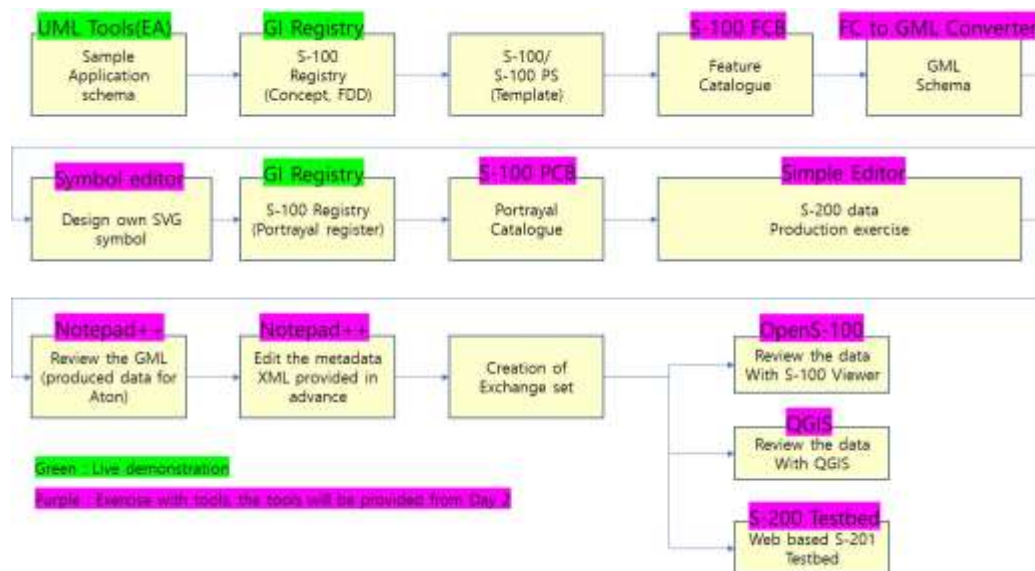 UML Tools(EA)
Sample
Application
schema
GI Registry
S-100
Registry
(Concept, FDD)
S-100/
S-100 PS
(Template)
S-100 FCB
Feature
Catalogue
FC to GML Converter
GML
Schema
Symbol editor
Design own SVG
symbol
GI Registry
S-100 Registry
(Portrayal register)
S-100 PCB
Portrayal
Catalogue
Simple Editor
S-200 data
Production exercise
Notepad++
Review the GML
(produced data for
Aton)
Notepad++
Edit the metadata
XML provided in
advance
Creation of
Exchange set
OpenS-100
Review the data
With S-100 Viewer
QGIS
Review the data
With QGIS
S-200 Testbed
Web based S-201
Testbed
Green : Live demonstration
Purple : Exercise with tools, the tools will be provided from Day 2